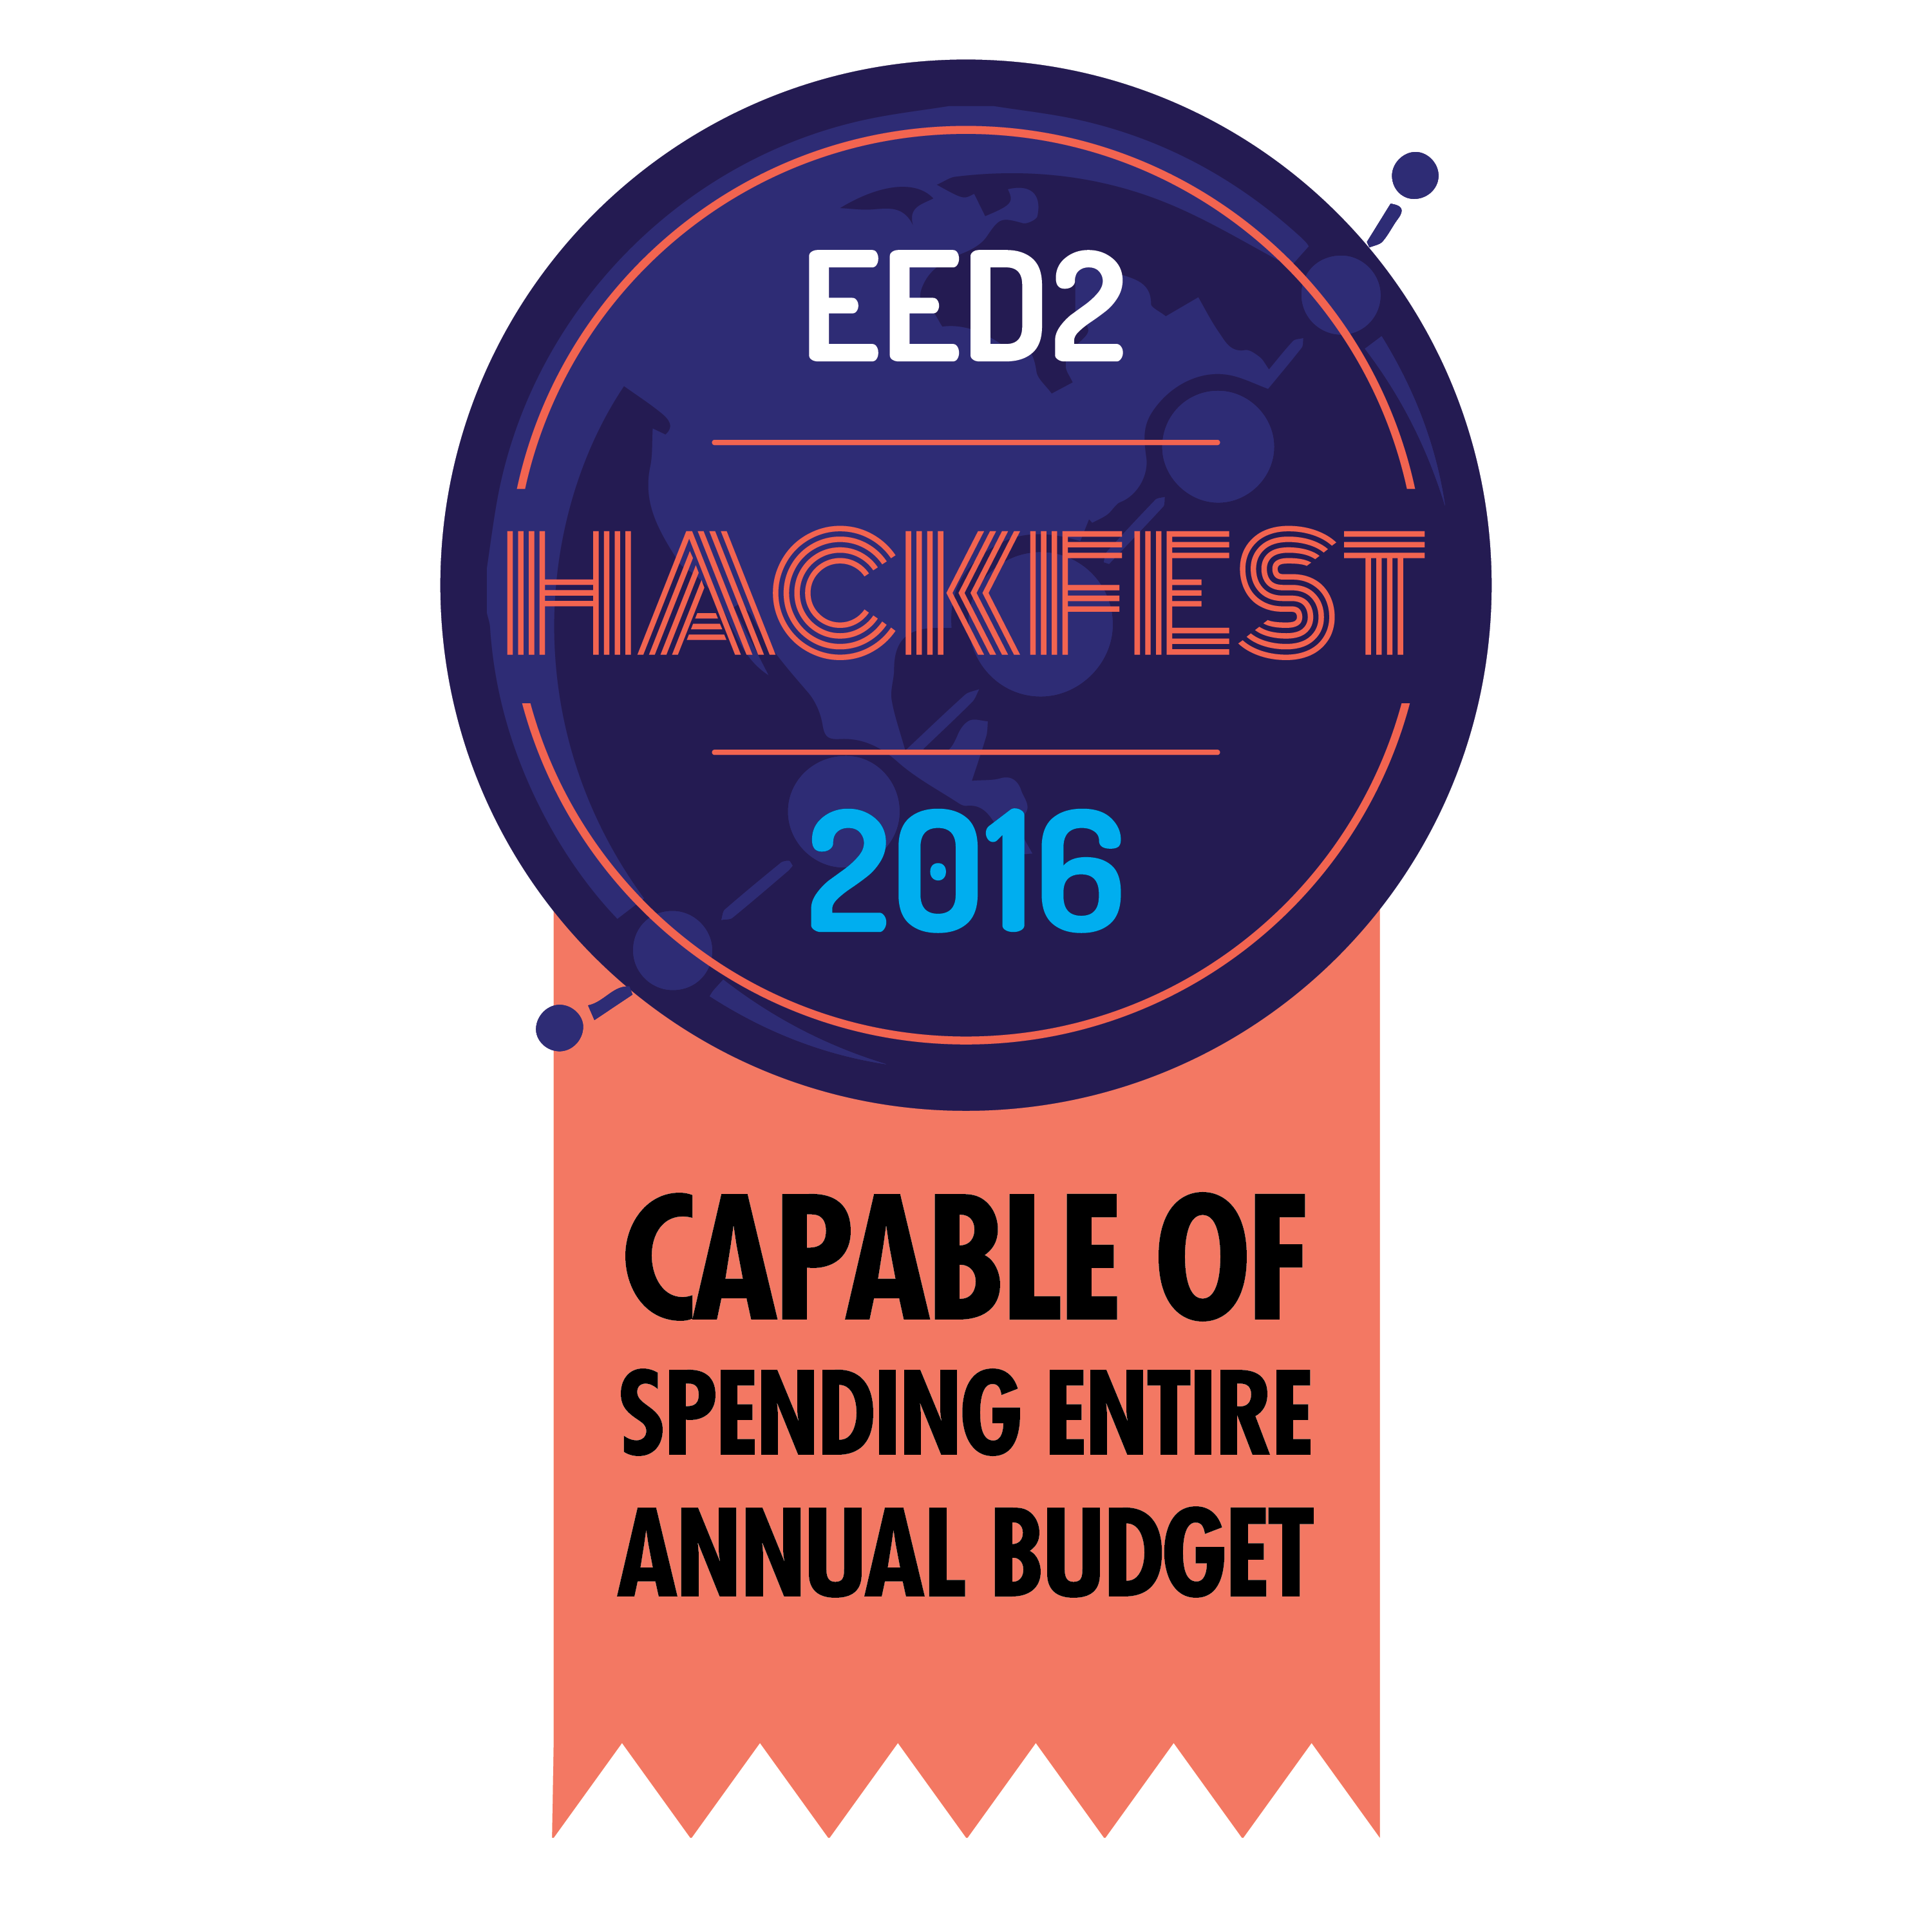 EED2
HACKFEST
2016
CAPABLE OF
SPENDING ENTIRE
ANNUAL BUDGET